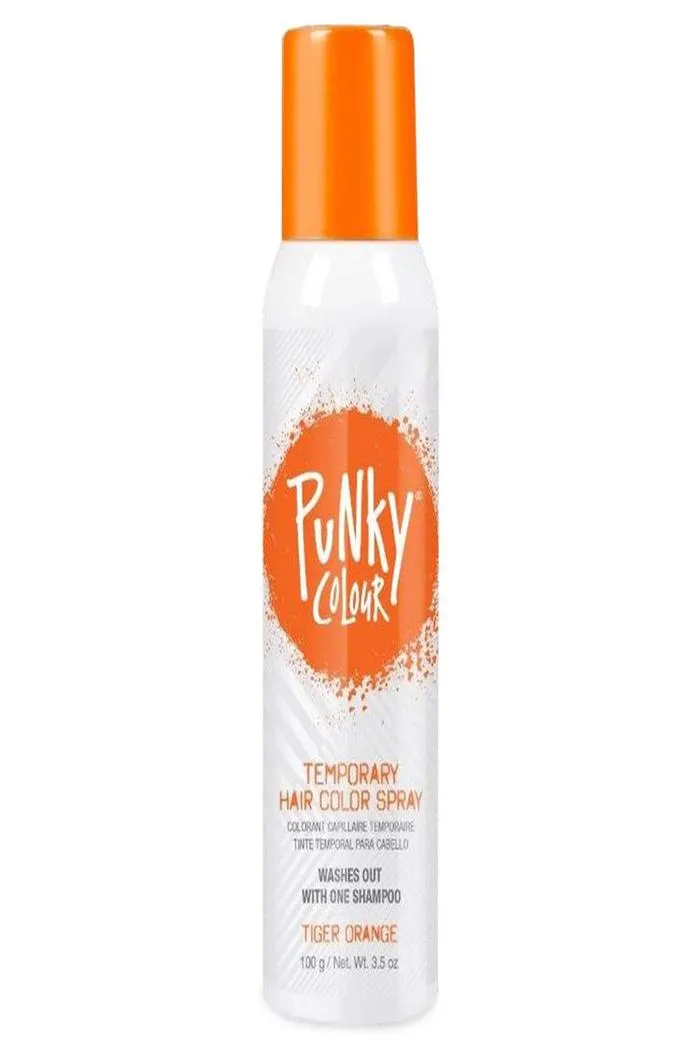 PUNKY
COLOUR
TEMPORARY
HAIR COLOR SPRAY
COLORANT CAPILLAIRE TEMPORAIRE
TINTE TEMPORAL PARA CABELLO
WASHES OUT
WITH ONE SHAMPOO
TIGER ORANGE
100 g / Net. Wt. 3.5 oz